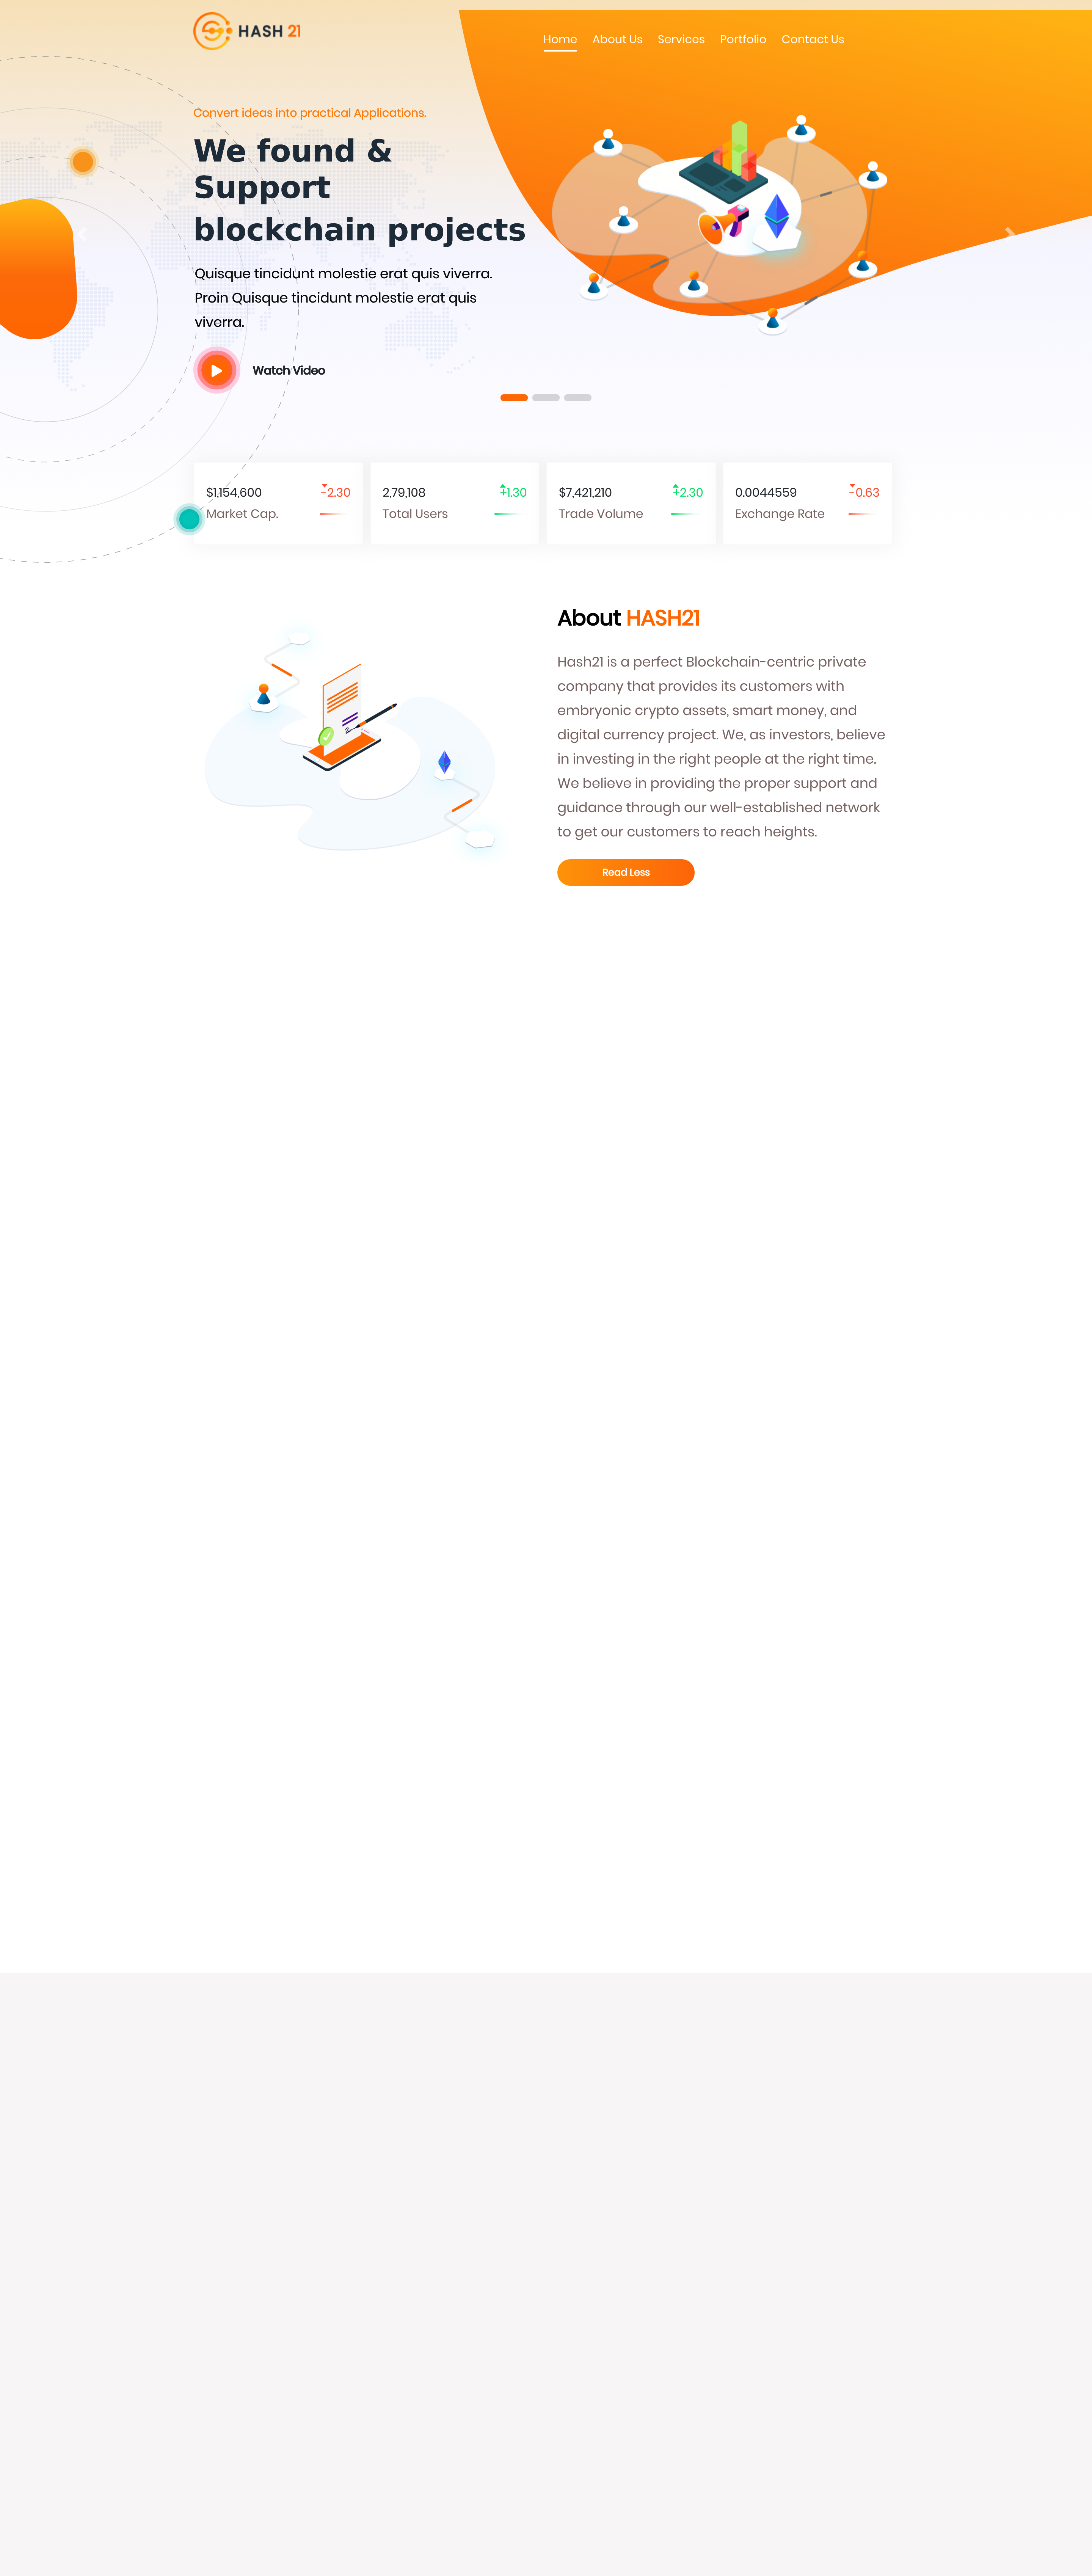 HASH 21
Home About Us Services Portfolio Contact Us
Convert ideas into practical Applications.
We found &
Support
blockchain projects
Quisque tincidunt molestie erat quis viverra.
Proin Quisque tincidunt molestie erat quis
viverra.
Watch Video
$1,154,600 -2.30
Market Cap.
2,79,108 +1.30
Total Users
$7,421,210 +2.30
Trade Volume
0.0044559 -0.63
Exchange Rate
About HASH21
Hash21 is a perfect Blockchain-centric private
company that provides its customers with
embryonic crypto assets, smart money, and
digital currency project. We, as investors, believe
in investing in the right people at the right time.
We believe in providing the proper support and
guidance through our well-established network
to get our customers to reach heights.
Read Less